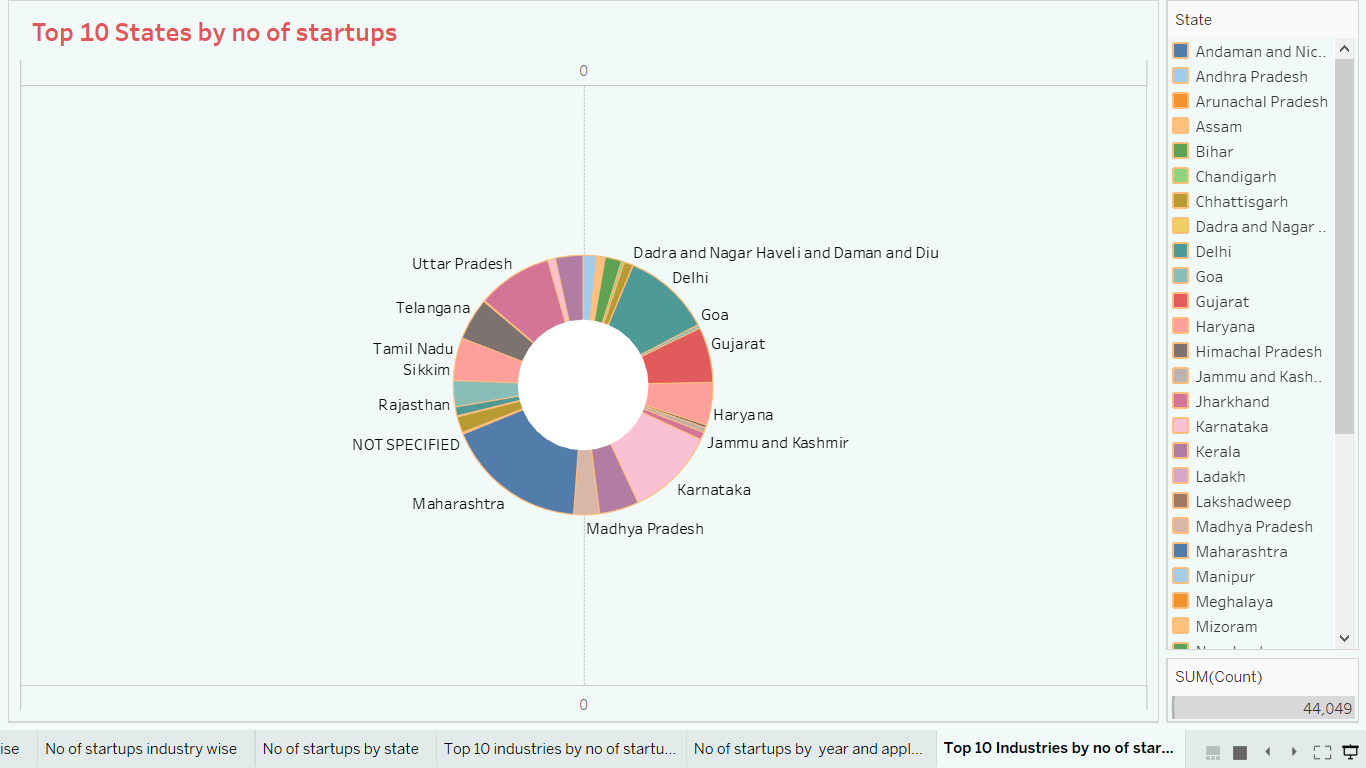 Top 10 States by no of startups
0
Dadra and Nagar Haveli and Daman and Diu
Uttar Pradesh
Delhi
Telangana
Goa
Gujarat
Tamil Nadu
Sikkim
Rajasthan
Haryana
NOT SPECIFIED
Jammu and Kashmir
Karnataka
Maharashtra
Madhya Pradesh
0
State
Andaman and Nic..
Andhra Pradesh
Arunachal Pradesh
Assam
Bihar
Chandigarh
Chhattisgarh
Dadra and Nagar ..
Delhi
Goa
Gujarat
Haryana
Himachal Pradesh
Jammu and Kash..
Jharkhand
Karnataka
Kerala
Ladakh
Lakshadweep
Madhya Pradesh
Maharashtra
Manipur
Meghalaya
Mizoram
SUM(Count)
44,049
ise
No of startups industry wise
No of startups by state
Top 10 industries by no of startu...
No of startups by year and appl...
Top 10 Industries by no of star...